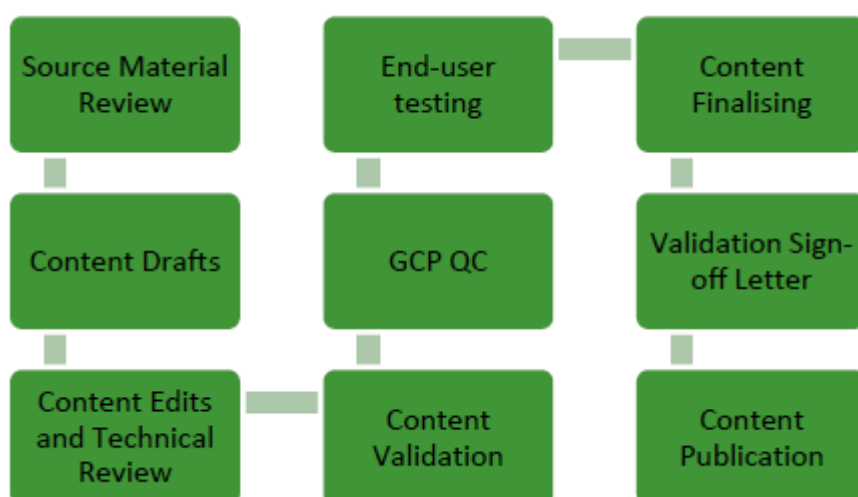 Source Material
Review
Content Drafts
Content Edits
and Technical
Review
Content
Validation
GCP QC
End-user
testing
Content
Finalising
Validation Sign-
off Letter
Content
Publication